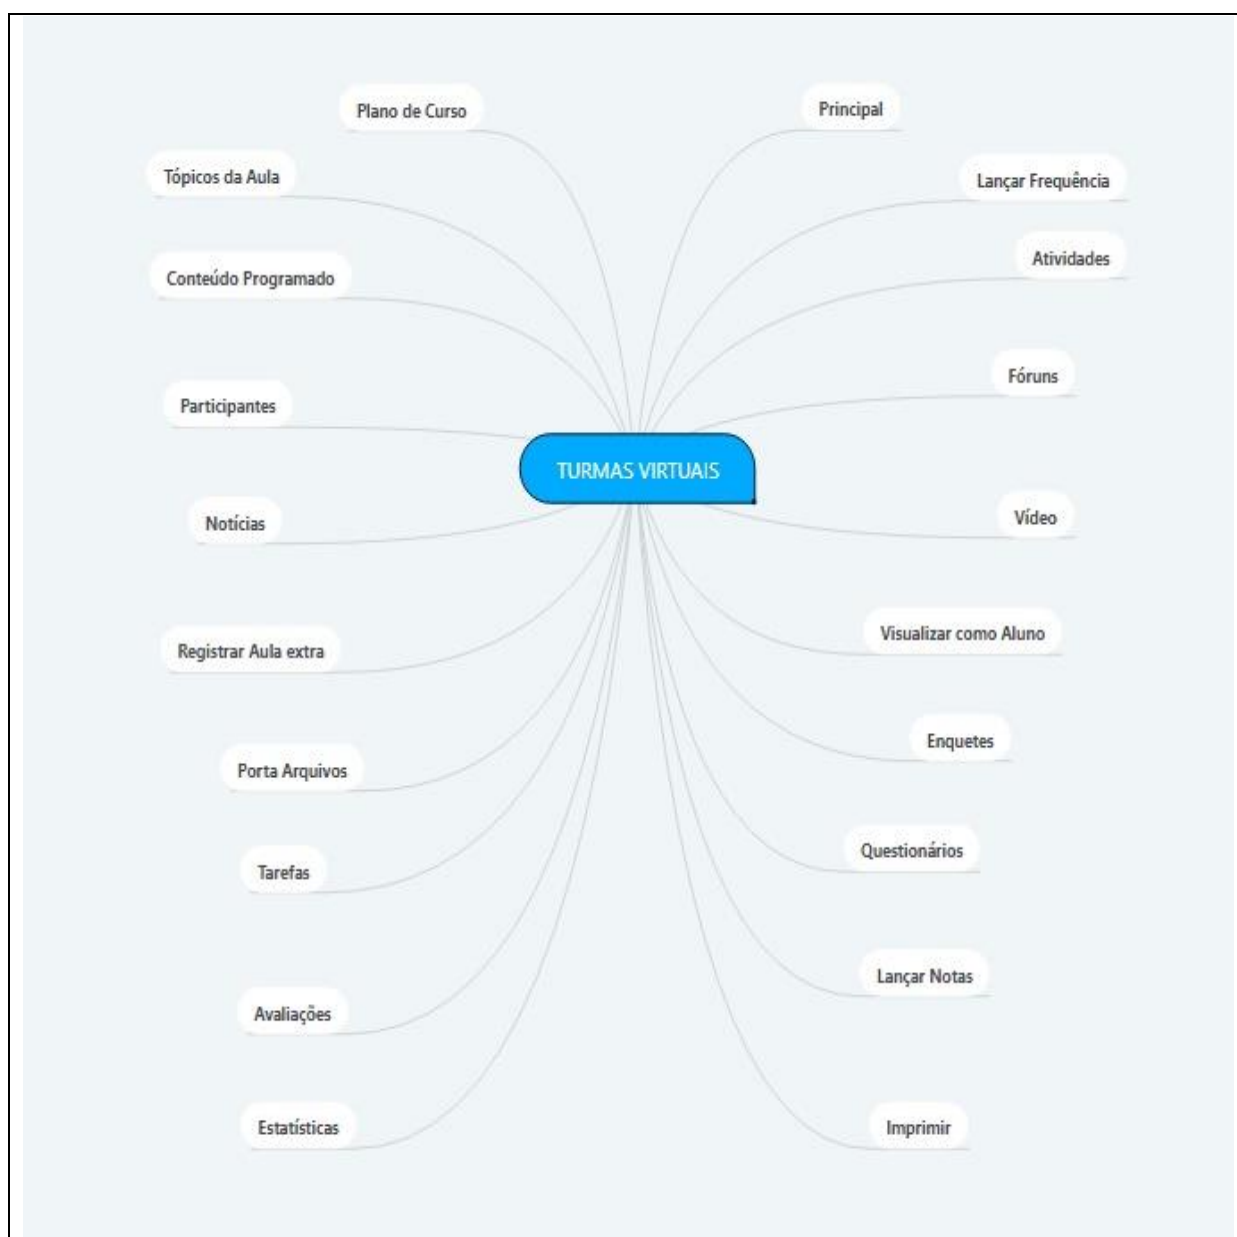 Plano de Curso
Principal
Tópicos da Aula
Lançar Frequência
Conteúdo Programado
Atividades
Participantes
Fóruns
TURMAS VIRTUAIS
Notícias
Vídeo
Registrar Aula extra
Visualizar como Aluno
Porta Arquivos
Enquetes
Tarefas
Questionários
Avaliações
Lançar Notas
Estatísticas
Imprimir